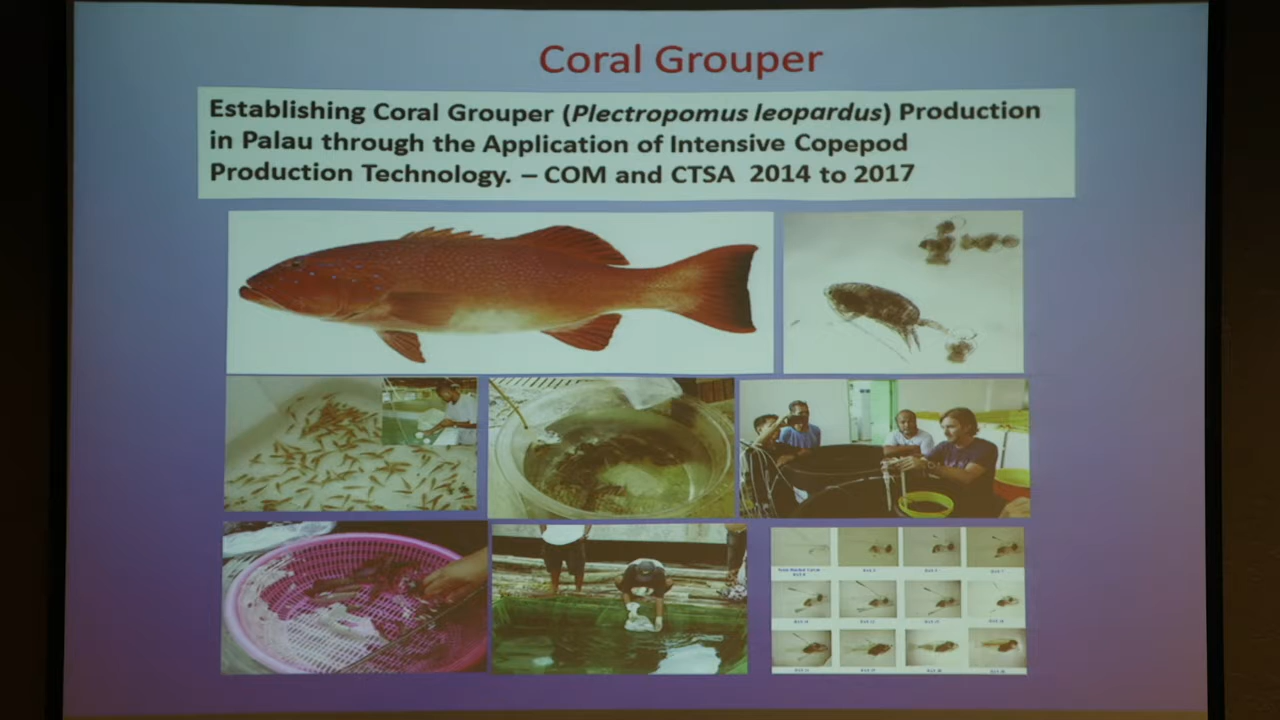 Coral Grouper
Establishing Coral Grouper (Plectropomus leopardus) Production
in Palau through the Application of Intensive Copepod
Production Technology. – COM and CTSA 2014 to 2017